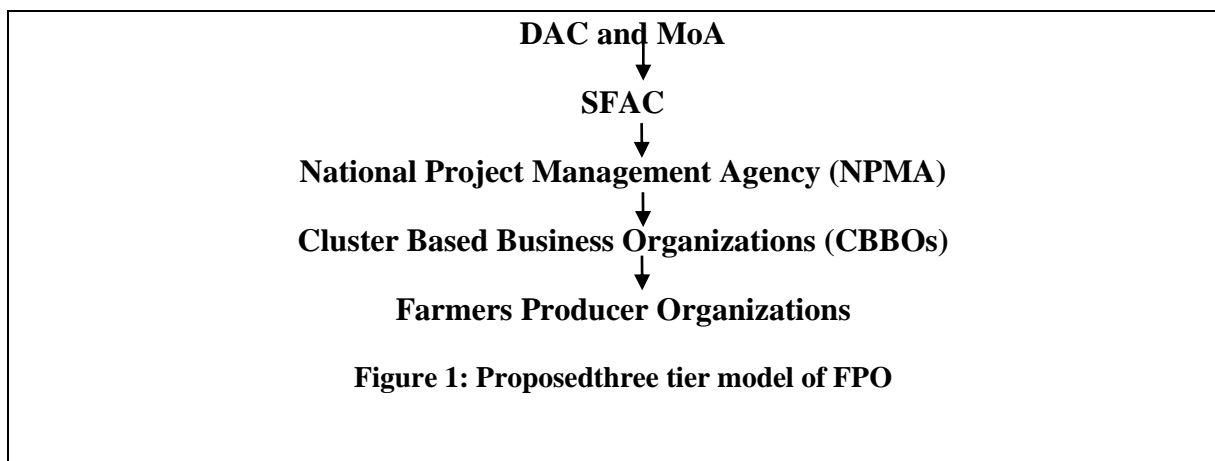 DAC and MoA
SFAC
National Project Management Agency (NPMA)
Cluster Based Business Organizations (CBBOs)
Farmers Producer Organizations
Figure 1: Proposedthree tier model of FPO